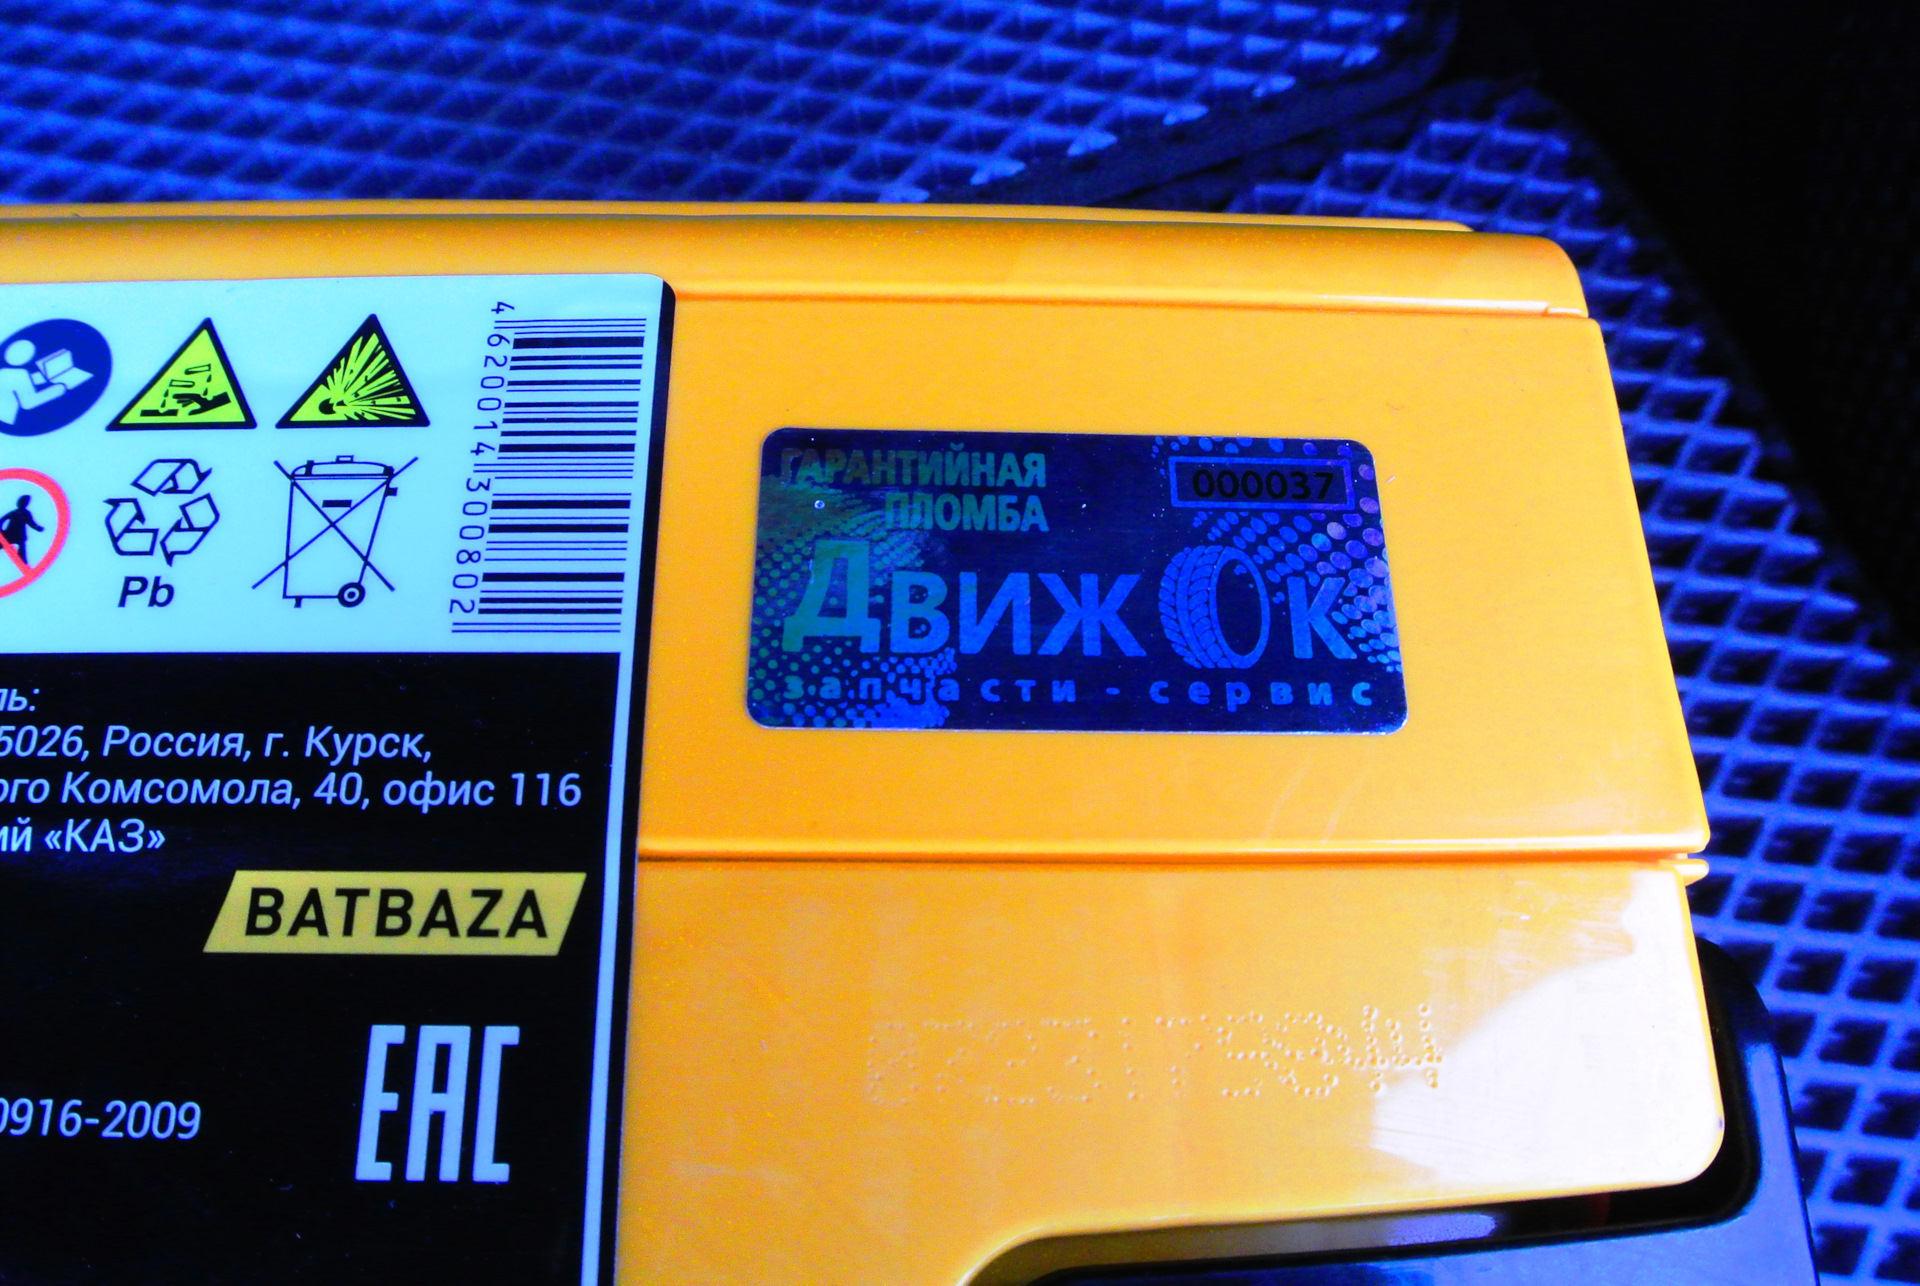 4620014300802
Pb
ль:
5026, Россия, г. Курск,
ого Комсомола, 40, офис 116
ий «КАЗ»
BATBAZA
EAC
0916-2009
ГАРАНТИЙНАЯ
ПЛОМБА
000037
ДВИЖОК
запчасти - сервис